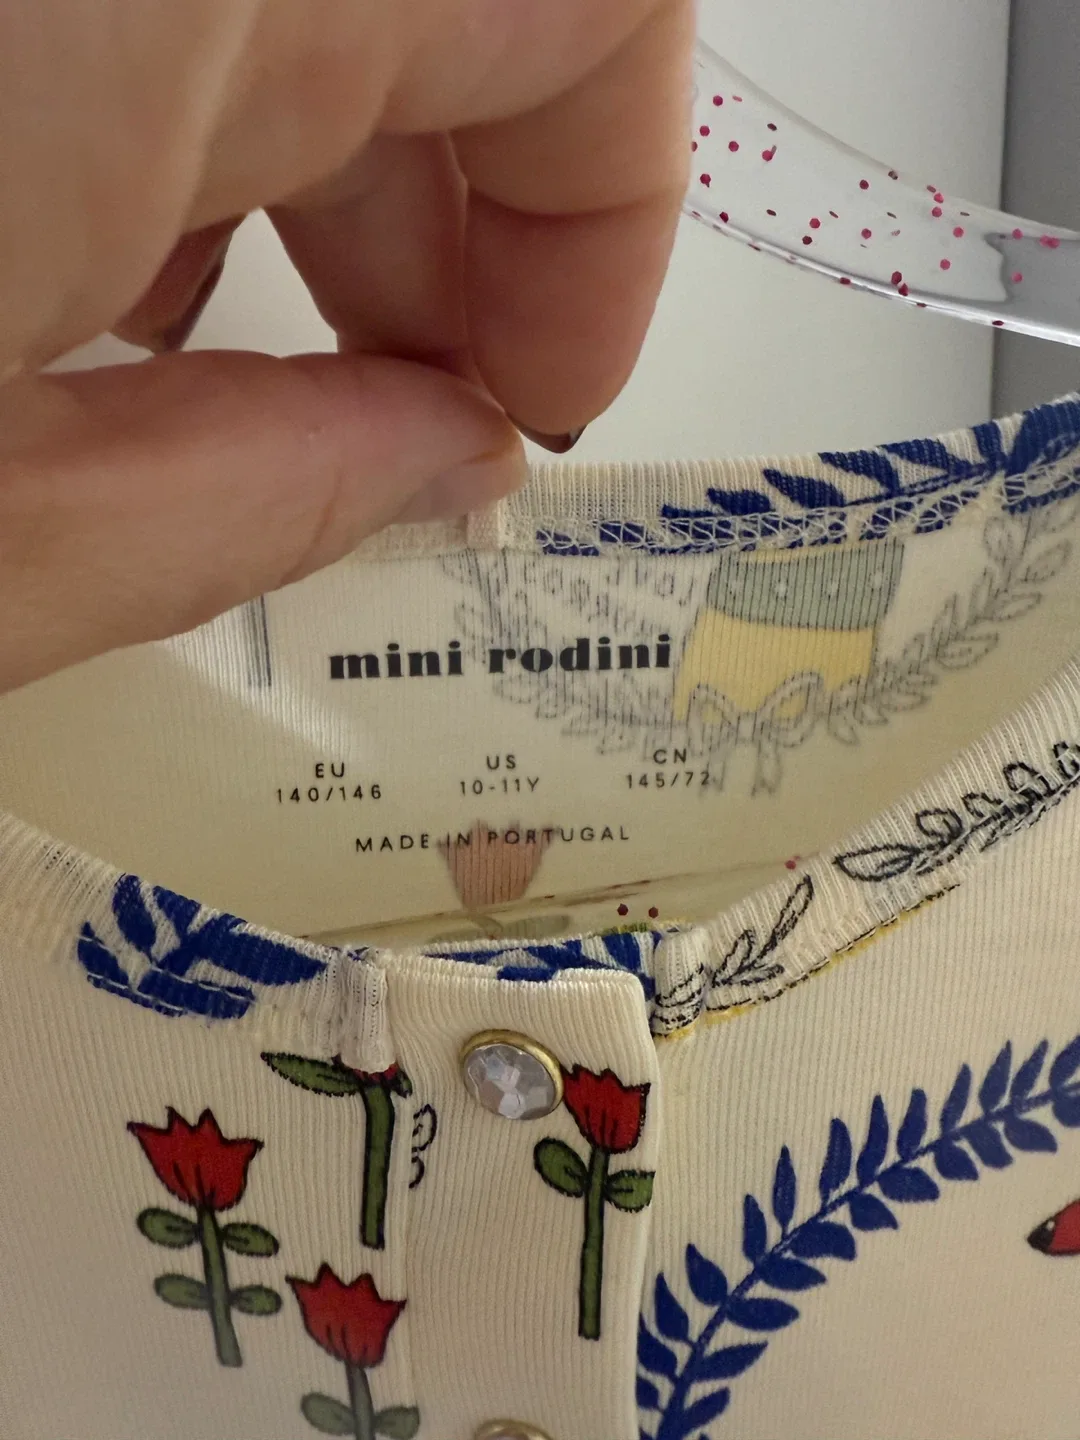 mini rodini
EU US CN
140/146 10-11Y 145/72
MADE IN PORTUGAL